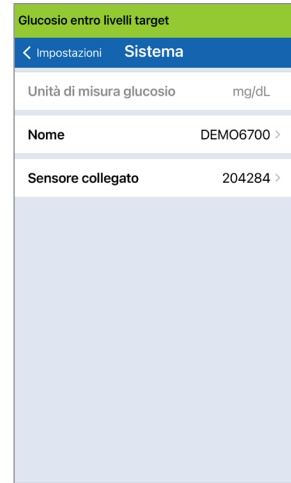 Glucosio entro livelli target
Impostazioni Sistema
Unità di misura glucosio mg/dL
Nome DEMO6700
Sensore collegato 204284